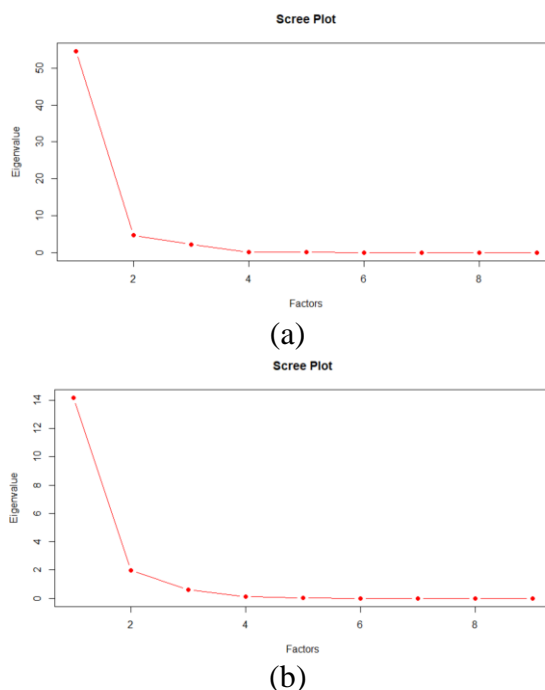 Scree Plot
50
40
30
20
10
0
Eigenvalue
2 4 6 8
Factors
(a)
Scree Plot
14
12
10
8
6
4
2
0
Eigenvalue
2 4 6 8
Factors
(b)